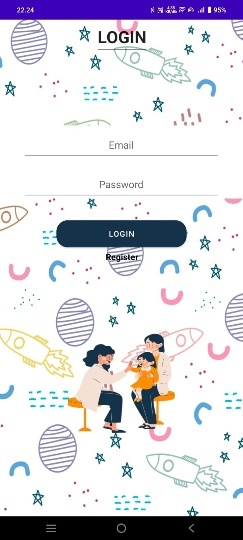 22.24
95%
LOGIN
Email
Password
LOGIN
Register